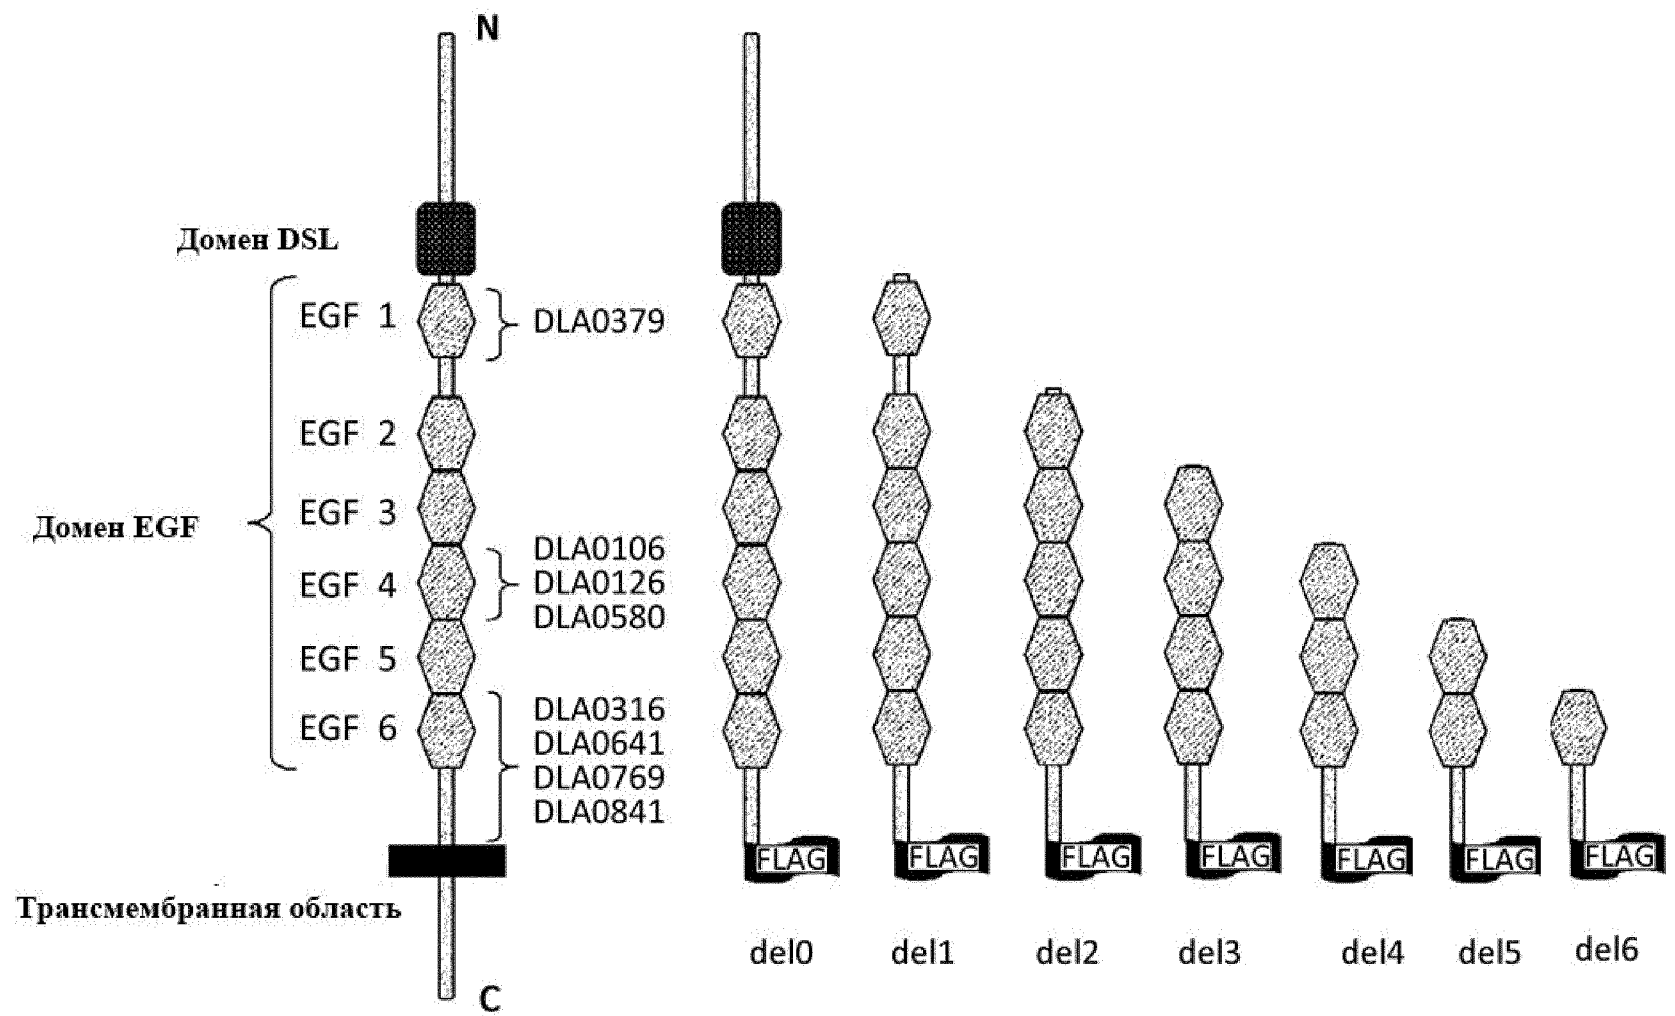 N
Домен DSL
EGF 1
DLA0379
EGF 2
EGF 3
Домен EGF
DLA0106
EGF 4
DLA0126
DLA0580
EGF 5
DLA0316
EGF 6
DLA0641
DLA0769
DLA0841
FLAG FLAG FLAG FLAG FLAG FLAG FLAG
Трансмембранная область
del0 del1 del2 del3 del4 del5 del6
C